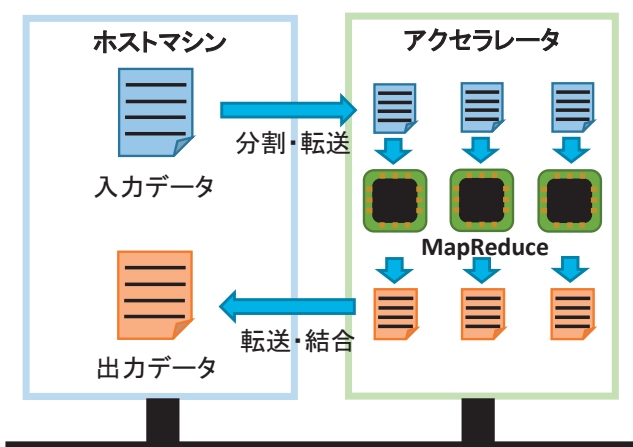 ホストマシン
アクセラレータ
分割・転送
入力データ
MapReduce
転送・結合
出力データ